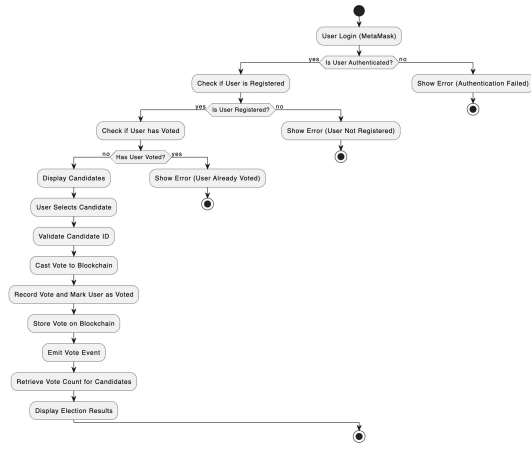 User Login (MetaMask)
yes Is User Authenticated? no
Check if User is Registered
Show Error (Authentication Failed)
yes Is User Registered? no
Check if User has Voted
Show Error (User Not Registered)
no Has User Voted? yes
Display Candidates
Show Error (User Already Voted)
User Selects Candidate
Validate Candidate ID
Cast Vote to Blockchain
Record Vote and Mark User as Voted
Store Vote on Blockchain
Emit Vote Event
Retrieve Vote Count for Candidates
Display Election Results